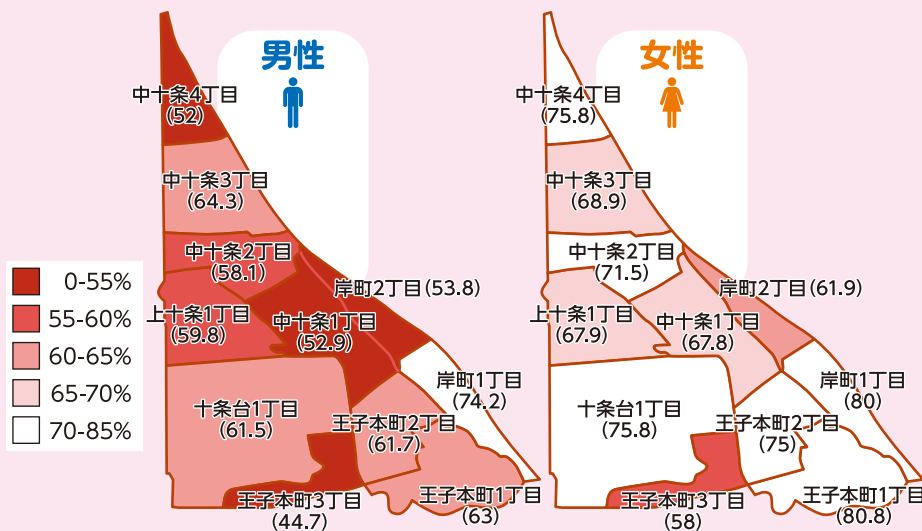 男性
中十条4丁目
(52)
中十条3丁目
(64.3)
中十条2丁目
(58.1)
岸町2丁目(53.8)
上十条1丁目
(59.8)
中十条1丁目
(52.9)
岸町1丁目
(74.2)
十条台1丁目
(61.5)
王子本町2丁目
(61.7)
王子本町3丁目
(44.7)
王子本町1丁目
(63)
0-55%
55-60%
60-65%
65-70%
70-85%
女性
中十条4丁目
(75.8)
中十条3丁目
(68.9)
中十条2丁目
(71.5)
岸町2丁目(61.9)
上十条1丁目
(67.9)
中十条1丁目
(67.8)
岸町1丁目
(80)
十条台1丁目
(75.8)
王子本町2丁目
(75)
王子本町3丁目
(58)
王子本町1丁目
(80.8)